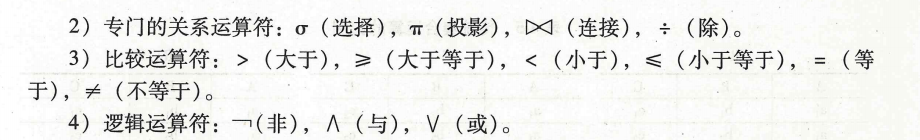 2）专门的关系运算符：σ（选择），π（投影），⋈（连接），÷（除）。
3）比较运算符：>（大于），≥（大于等于），<（小于），≤（小于等于），=（等
于），≠（不等于）。
4）逻辑运算符：¬(非)，∧（与），∨（或）。